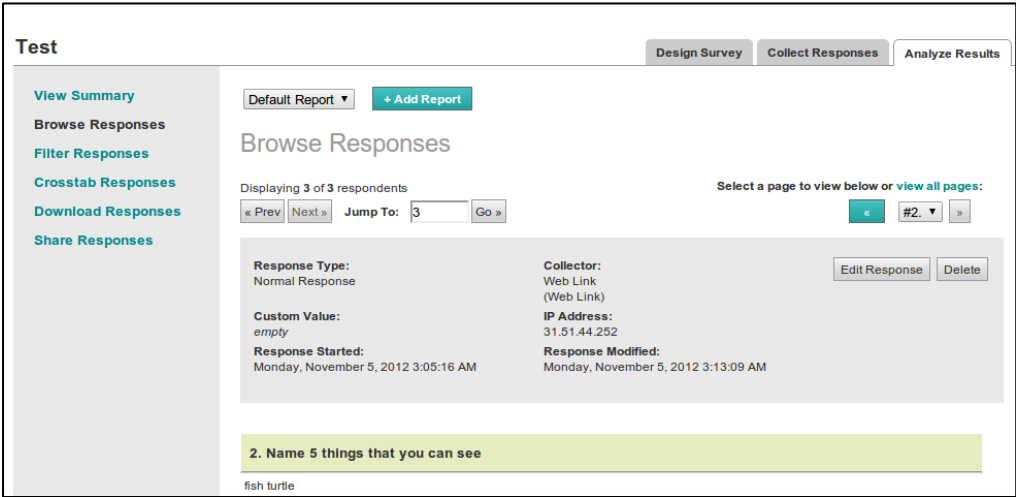 Test
Design Survey
Collect Responses
Analyze Results
View Summary
Browse Responses
Filter Responses
Crosstab Responses
Download Responses
Share Responses
Default Report ▼
+ Add Report
Browse Responses
Displaying 3 of 3 respondents
« Prev Next » Jump To: 3 Go »
Select a page to view below or view all pages:
« #2. ▼ »
Response Type:
Normal Response
Collector:
Web Link
(Web Link)
Edit Response
Delete
Custom Value:
empty
IP Address:
31.51.44.252
Response Started:
Monday, November 5, 2012 3:05:16 AM
Response Modified:
Monday, November 5, 2012 3:13:09 AM
2. Name 5 things that you can see
fish turtle